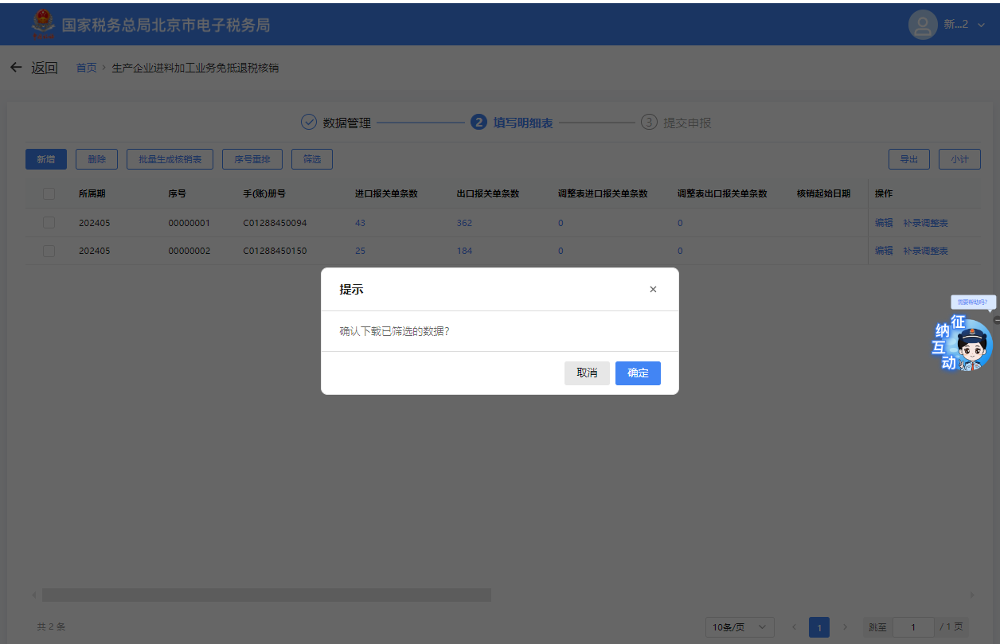 国家税务总局北京市电子税务局 新...2
返回 首页 > 生产企业进料加工业务免抵退税核销
数据管理 2 填写明细表 3 提交申报
新增 删除 批量生成核销表 序号重排 筛选 导出 小计
所属期 序号 手(账)册号 进口报关单条数 出口报关单条数 调整表进口报关单条数 调整表出口报关单条数 核销起始日期 操作
202405 00000001 C01288450094 43 362 0 0 编辑 补录调整表
202405 00000002 C01288450150 25 184 0 0 编辑 补录调整表
提示 ×
确认下载已筛选的数据?
取消 确定
需要帮助吗?
征
纳
互
动
共 2 条 10条/页 < 1 > 跳至 1 / 1 页